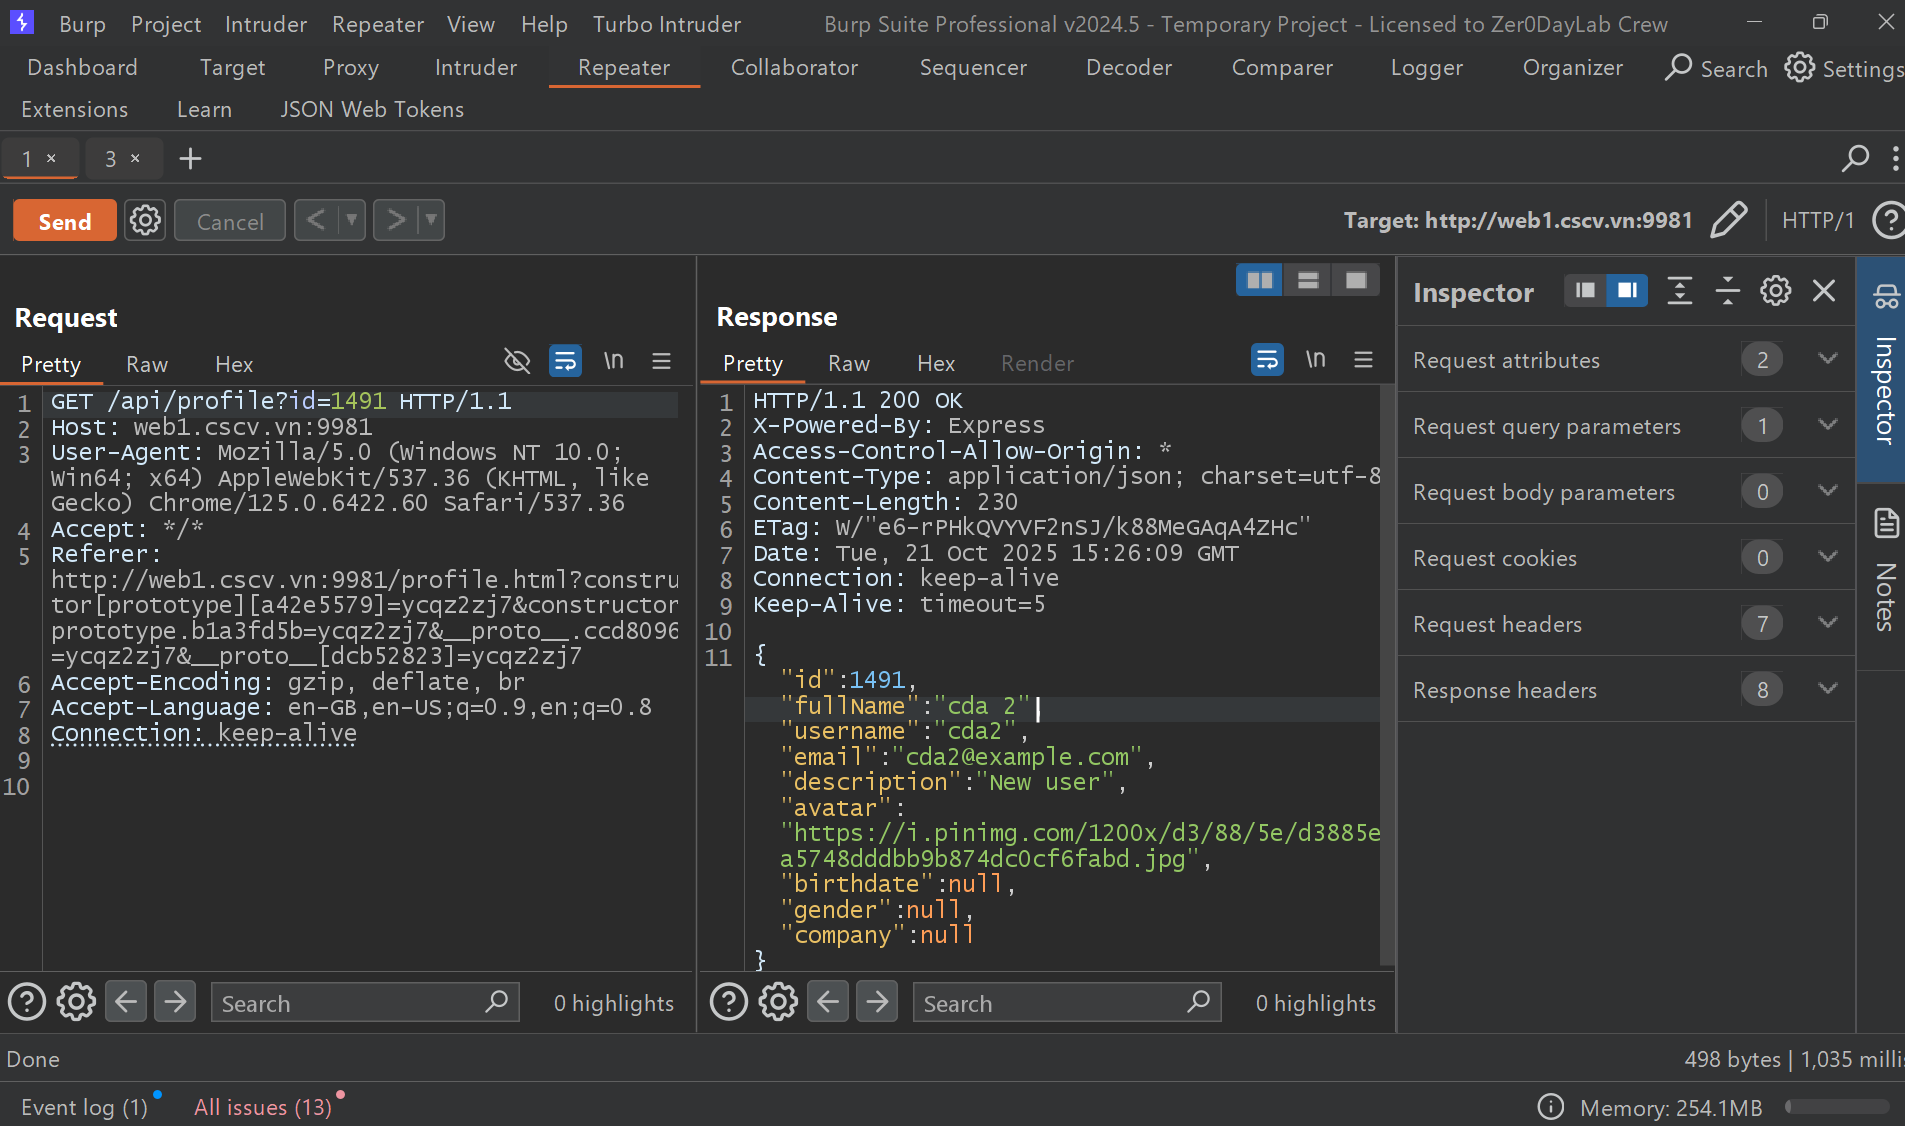 Burp Project Intruder Repeater View Help Turbo Intruder Burp Suite Professional v2024.5 - Temporary Project - Licensed to Zer0DayLab Crew
Dashboard Target Proxy Intruder Repeater Collaborator Sequencer Decoder Comparer Logger Organizer Search Settings
Extensions Learn JSON Web Tokens
1 × 3 × +
Send Cancel < > Target: http://web1.cscv.vn:9981 HTTP/1 ?
Request
Pretty Raw Hex \n
1 GET /api/profile?id=1491 HTTP/1.1
2 Host: web1.cscv.vn:9981
3 User-Agent: Mozilla/5.0 (Windows NT 10.0;
Win64; x64) AppleWebKit/537.36 (KHTML, like
Gecko) Chrome/125.0.6422.60 Safari/537.36
4 Accept: */*
5 Referer:
http://web1.cscv.vn:9981/profile.html?constru
tor[prototype][a42e5579]=ycqz2zj7&constructor
prototype.b1a3fd5b=ycqz2zj7&__proto__.ccd8096
=ycqz2zj7&__proto__[dcb52823]=ycqz2zj7
6 Accept-Encoding: gzip, deflate, br
7 Accept-Language: en-GB,en-US;q=0.9,en;q=0.8
8 Connection: keep-alive
9
10
? Search 0 highlights
Response
Pretty Raw Hex Render \n
1 HTTP/1.1 200 OK
2 X-Powered-By: Express
3 Access-Control-Allow-Origin: *
4 Content-Type: application/json; charset=utf-8
5 Content-Length: 230
6 ETag: W/"e6-rPHkQVYVF2nSJ/k88MeGAqA4ZHc"
7 Date: Tue, 21 Oct 2025 15:26:09 GMT
8 Connection: keep-alive
9 Keep-Alive: timeout=5
10
11 {
"id":1491,
"fullName":"cda 2"
"username":"cda2",
"email":"cda2@example.com",
"description":"New user",
"avatar":
"https://i.pinimg.com/1200x/d3/88/5e/d3885e
a5748dddbb9b874dc0cf6fabd.jpg",
"birthdate":null,
"gender":null,
"company":null
}
? Search 0 highlights
Inspector
Request attributes 2
Request query parameters 1
Request body parameters 0
Request cookies 0
Request headers 7
Response headers 8
Inspector
Notes
Done 498 bytes | 1,035 milli
Event log (1) All issues (13) Memory: 254.1MB